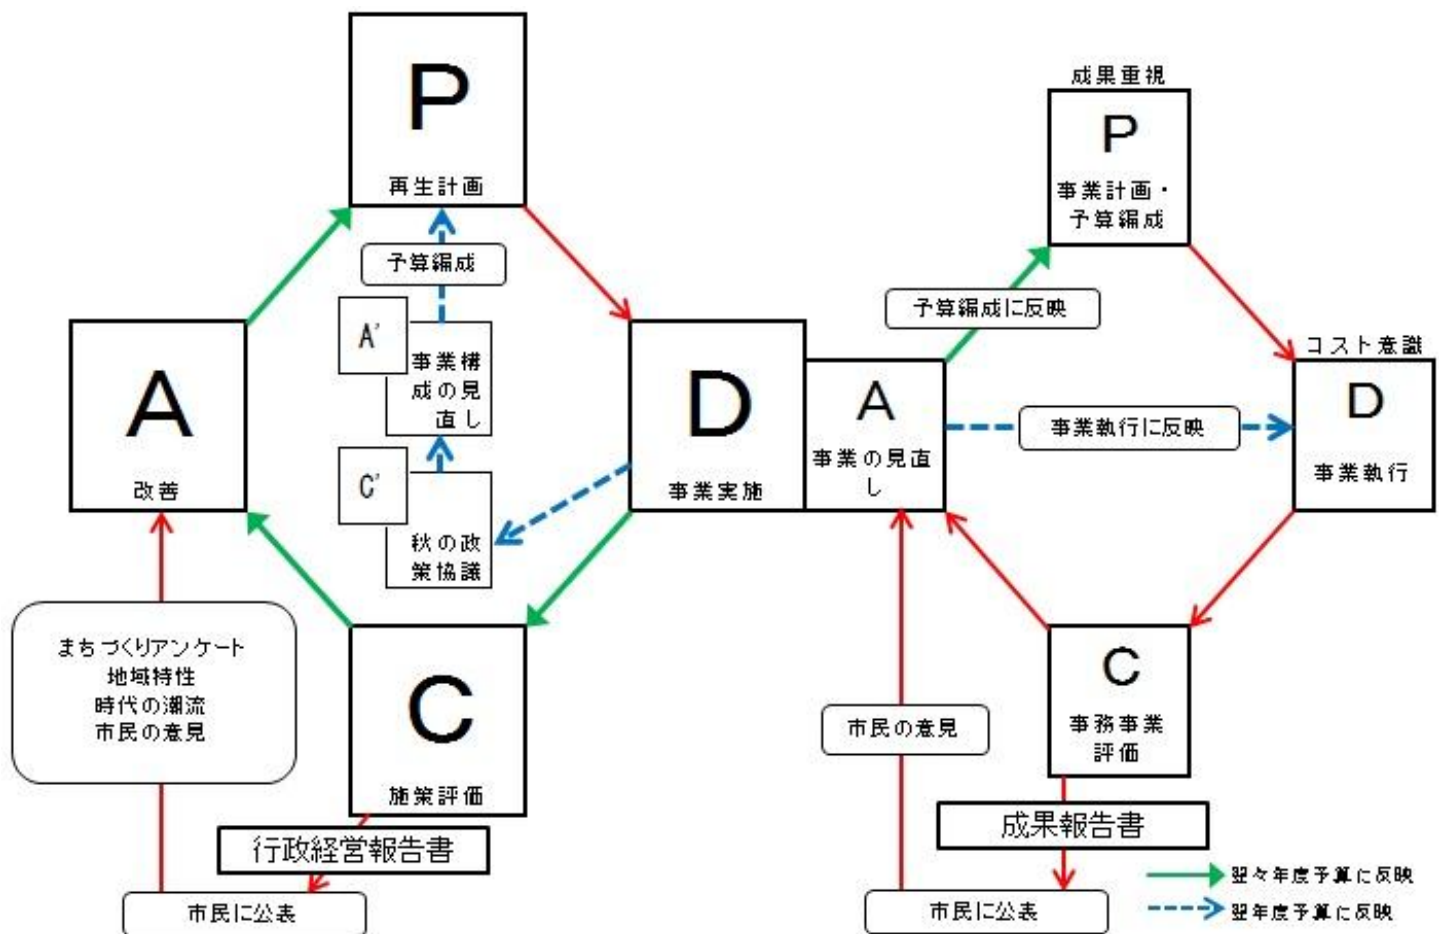 P
再生計画
予算編成
A'
事業構
成の見
直し
C'
秋の政
策協議
A
改善
D
事業実施
C
施策評価
まちづくりアンケート
地域特性
時代の潮流
市民の意見
行政経営報告書
市民に公表
成果重視
P
事業計画・
予算編成
予算編成に反映
A
事業の見直
し
事業執行に反映
コスト意識
D
事業執行
C
事務事業
評価
市民の意見
成果報告書
市民に公表
翌々年度予算に反映
翌年度予算に反映